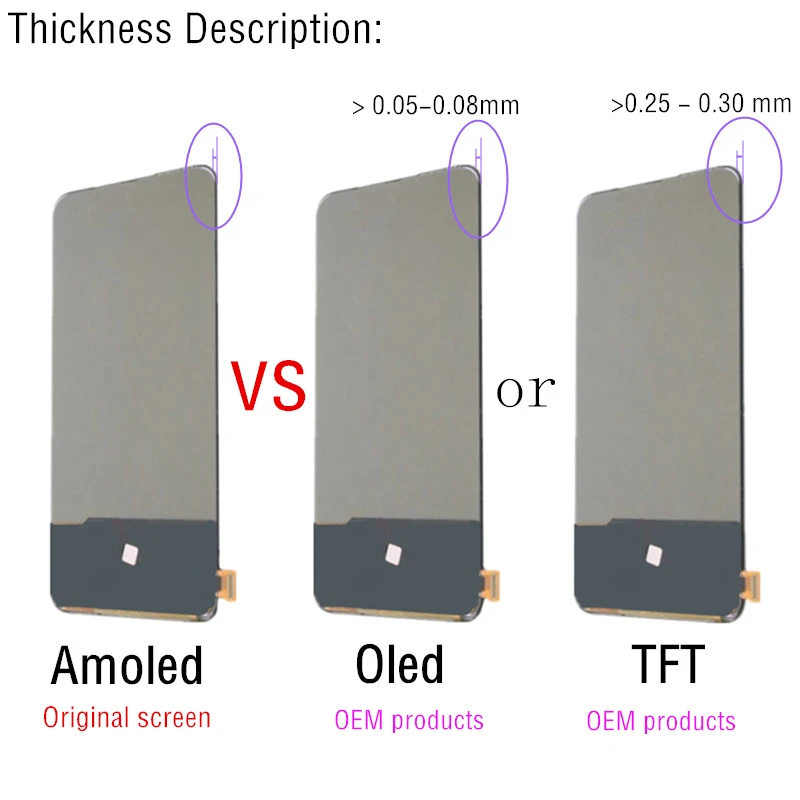 Thickness Description:
> 0.05–0.08mm
>0.25 – 0.30 mm
VS
or
Amoled
Oled
TFT
Original screen
OEM products
OEM products